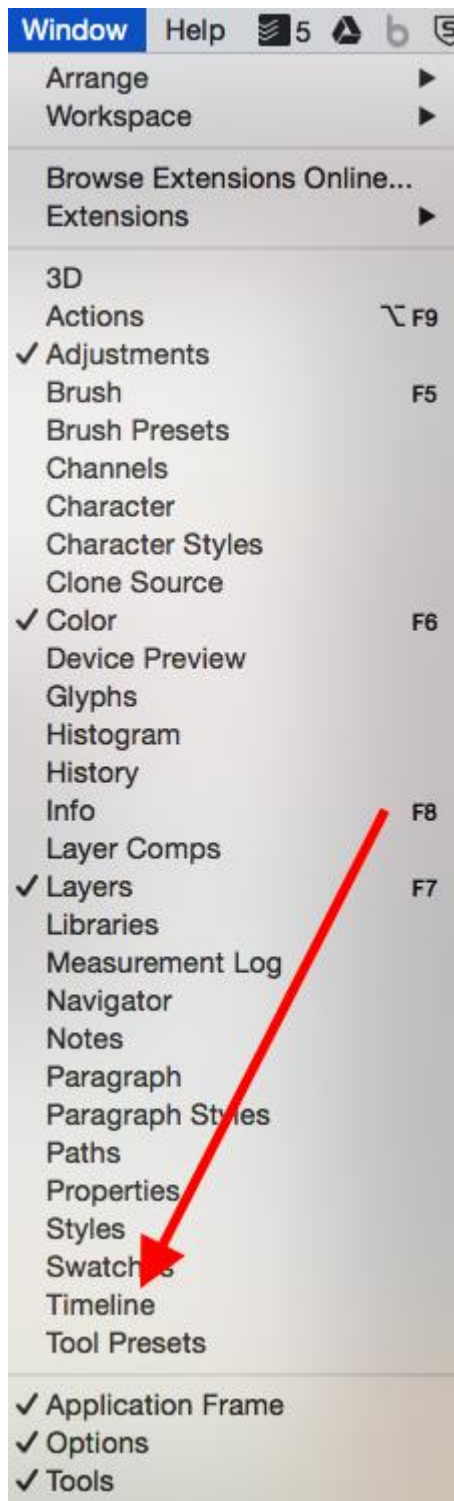 Window Help 5
Arrange ▶
Workspace ▶
Browse Extensions Online...
Extensions ▶
3D
Actions ⌥ F9
✓ Adjustments
Brush F5
Brush Presets
Channels
Character
Character Styles
Clone Source
✓ Color F6
Device Preview
Glyphs
Histogram
History
Info F8
Layer Comps
✓ Layers F7
Libraries
Measurement Log
Navigator
Notes
Paragraph
Paragraph Styles
Paths
Properties
Styles
Swatches
Timeline
Tool Presets
✓ Application Frame
✓ Options
✓ Tools